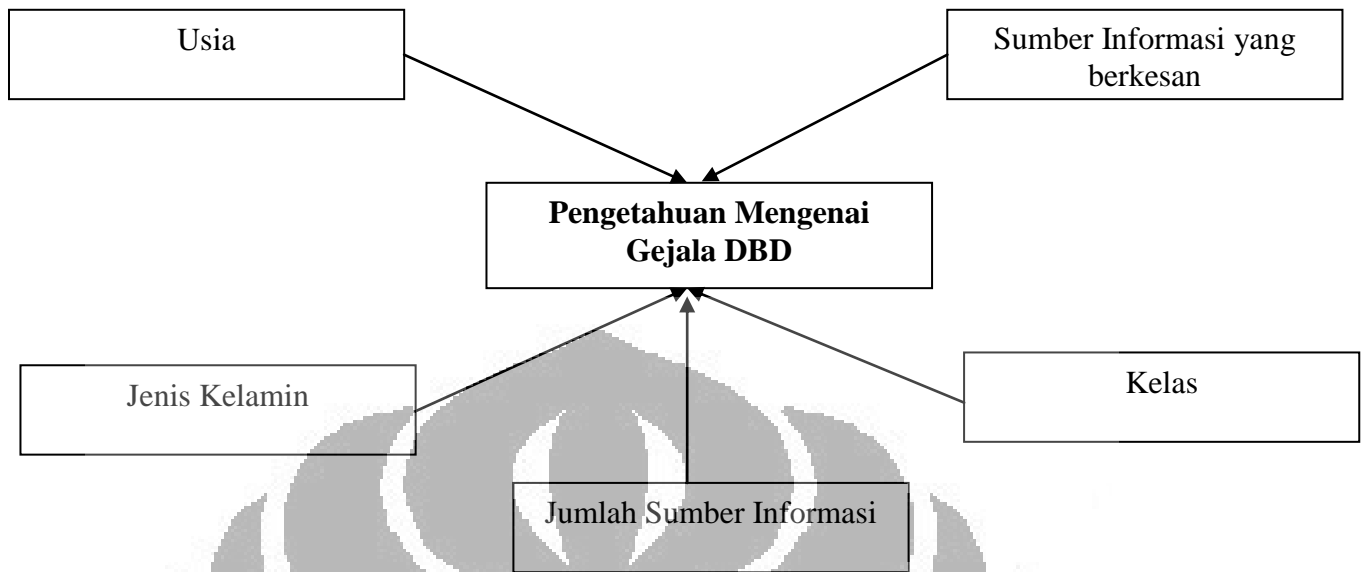 Usia
Sumber Informasi yang
berkesan
Pengetahuan Mengenai
Gejala DBD
Jenis Kelamin
Kelas
Jumlah Sumber Informasi